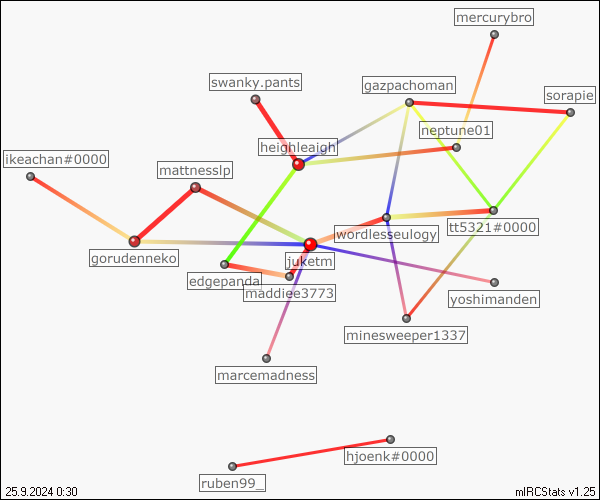 mercurybro
swanky.pants
gazpachoman
sorapie
neptune01
heighleaigh
ikeachan#0000
mattnesslp
wordlesseulogy
tt5321#0000
gorudenneko
juketm
edgepanda
maddiee3773
yoshimanden
minesweeper1337
marcemadness
hjoenk#0000
ruben99_
25.9.2024 0:30
mIRCStats v1.25